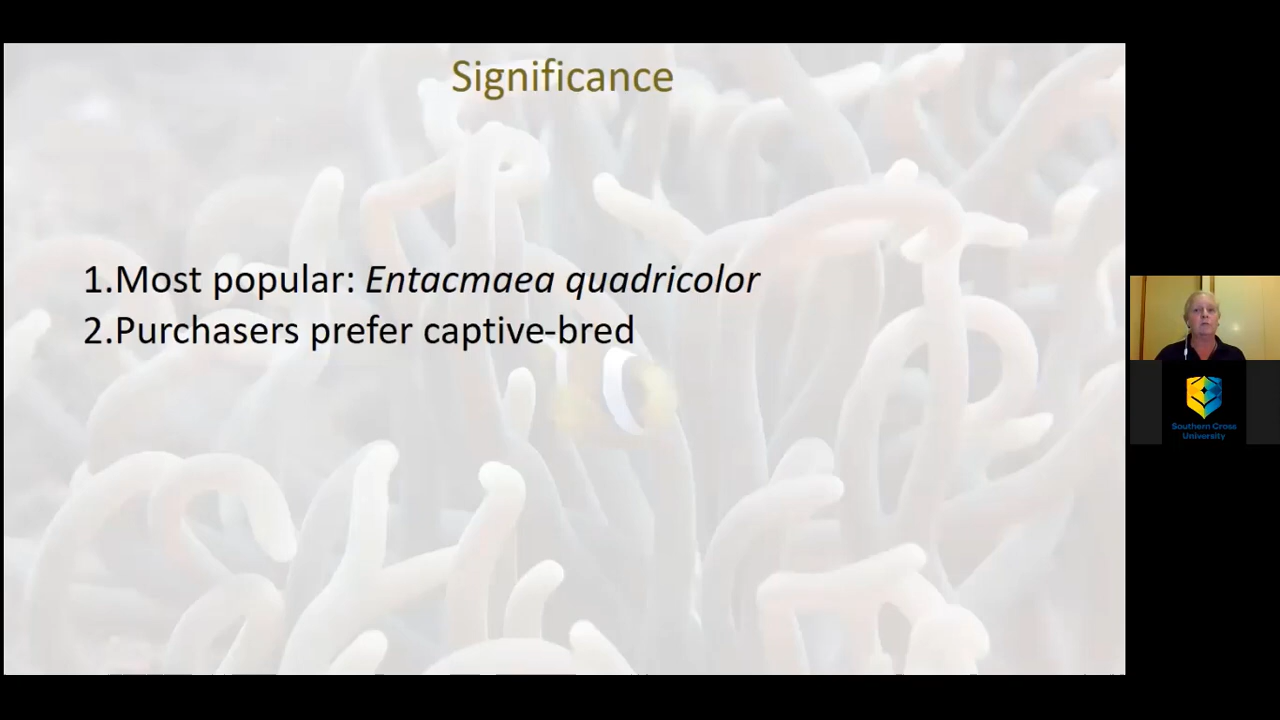 Significance
1.Most popular: Entacmaea quadricolor
2.Purchasers prefer captive-bred
Southern Cross
University